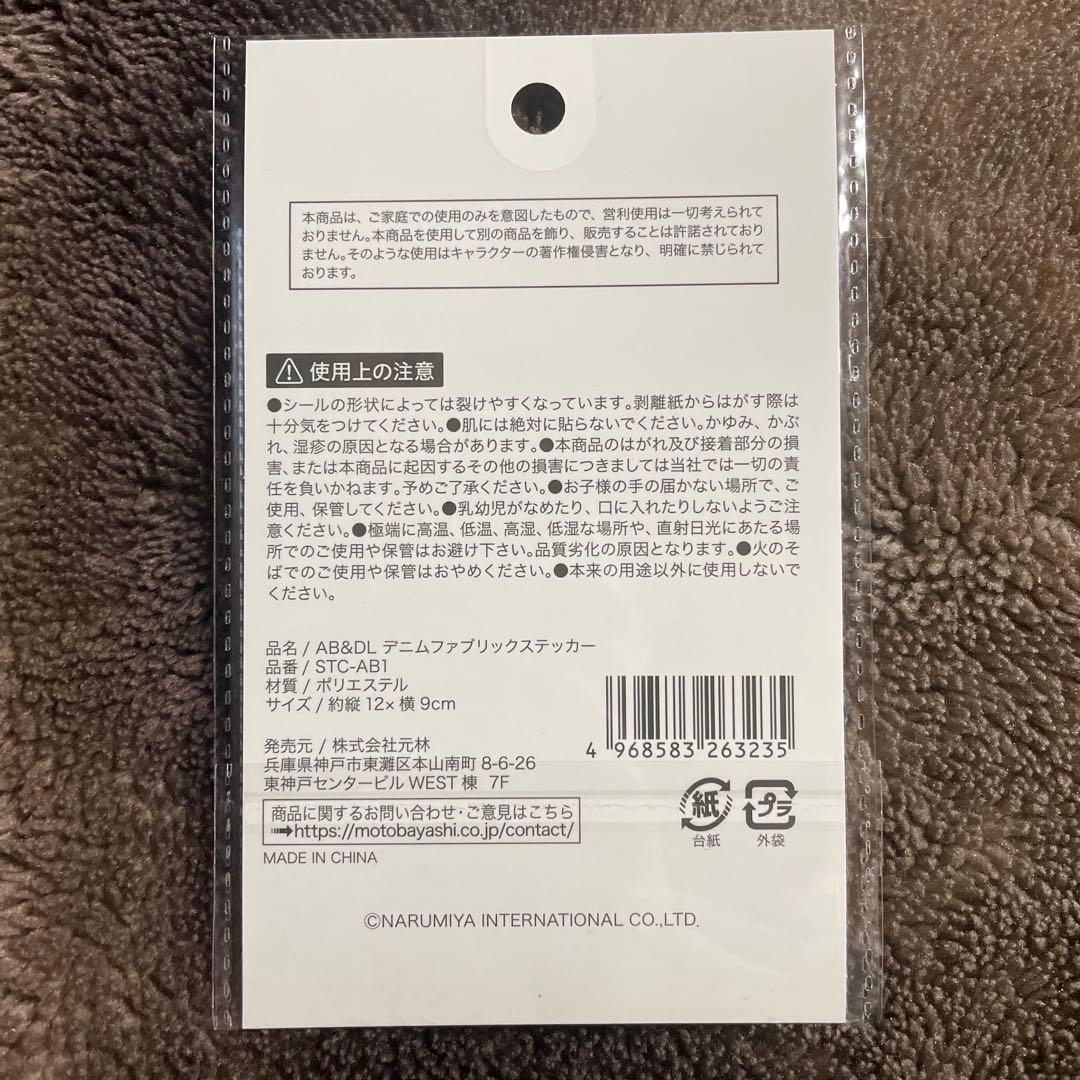 本商品は、ご家庭での使用のみを意図したもので、営利使用は一切考えられて
おりません。本商品を使用して別の商品を飾り、販売することは許諾されておりま
せん。そのような使用はキャラクターの著作権侵害となり、明確に禁じられて
おります。
使用上の注意
●シールの形状によっては裂けやすくなっています。剥離紙からはがす際は
十分気をつけてください。●肌には絶対に貼らないでください。かゆみ、かぶ
れ、湿疹の原因となる場合があります。●本商品のはがれ及び接着部分の損
害、または本商品に起因するその他の損害につきましては当社では一切の責
任を負いかねます。予めご了承ください。●お子様の手の届かない場所で、ご
使用、保管してください。●乳幼児がなめたり、口に入れたりしないようご注
意ください。●極端に高温、低温、高湿、低湿な場所や、直射日光にあたる場
所でのご使用や保管はお避け下さい。品質劣化の原因となります。●火のそ
ばでのご使用や保管はおやめください。●本来の用途以外に使用しないで
ください。
品名 / AB&DL デニムファブリックステッカー
品番 / STC-AB1
材質 / ポリエステル
サイズ / 約縦 12× 横 9cm
4 968583 263235
発売元 / 株式会社元林
兵庫県神戸市東灘区本山南町 8-6-26
東神戸センタービル WEST 棟 7F
商品に関するお問い合わせ・ご意見はこちら
https://motobayashi.co.jp/contact/
紙
台紙
プラ
外袋
MADE IN CHINA
©NARUMIYA INTERNATIONAL CO.,LTD.